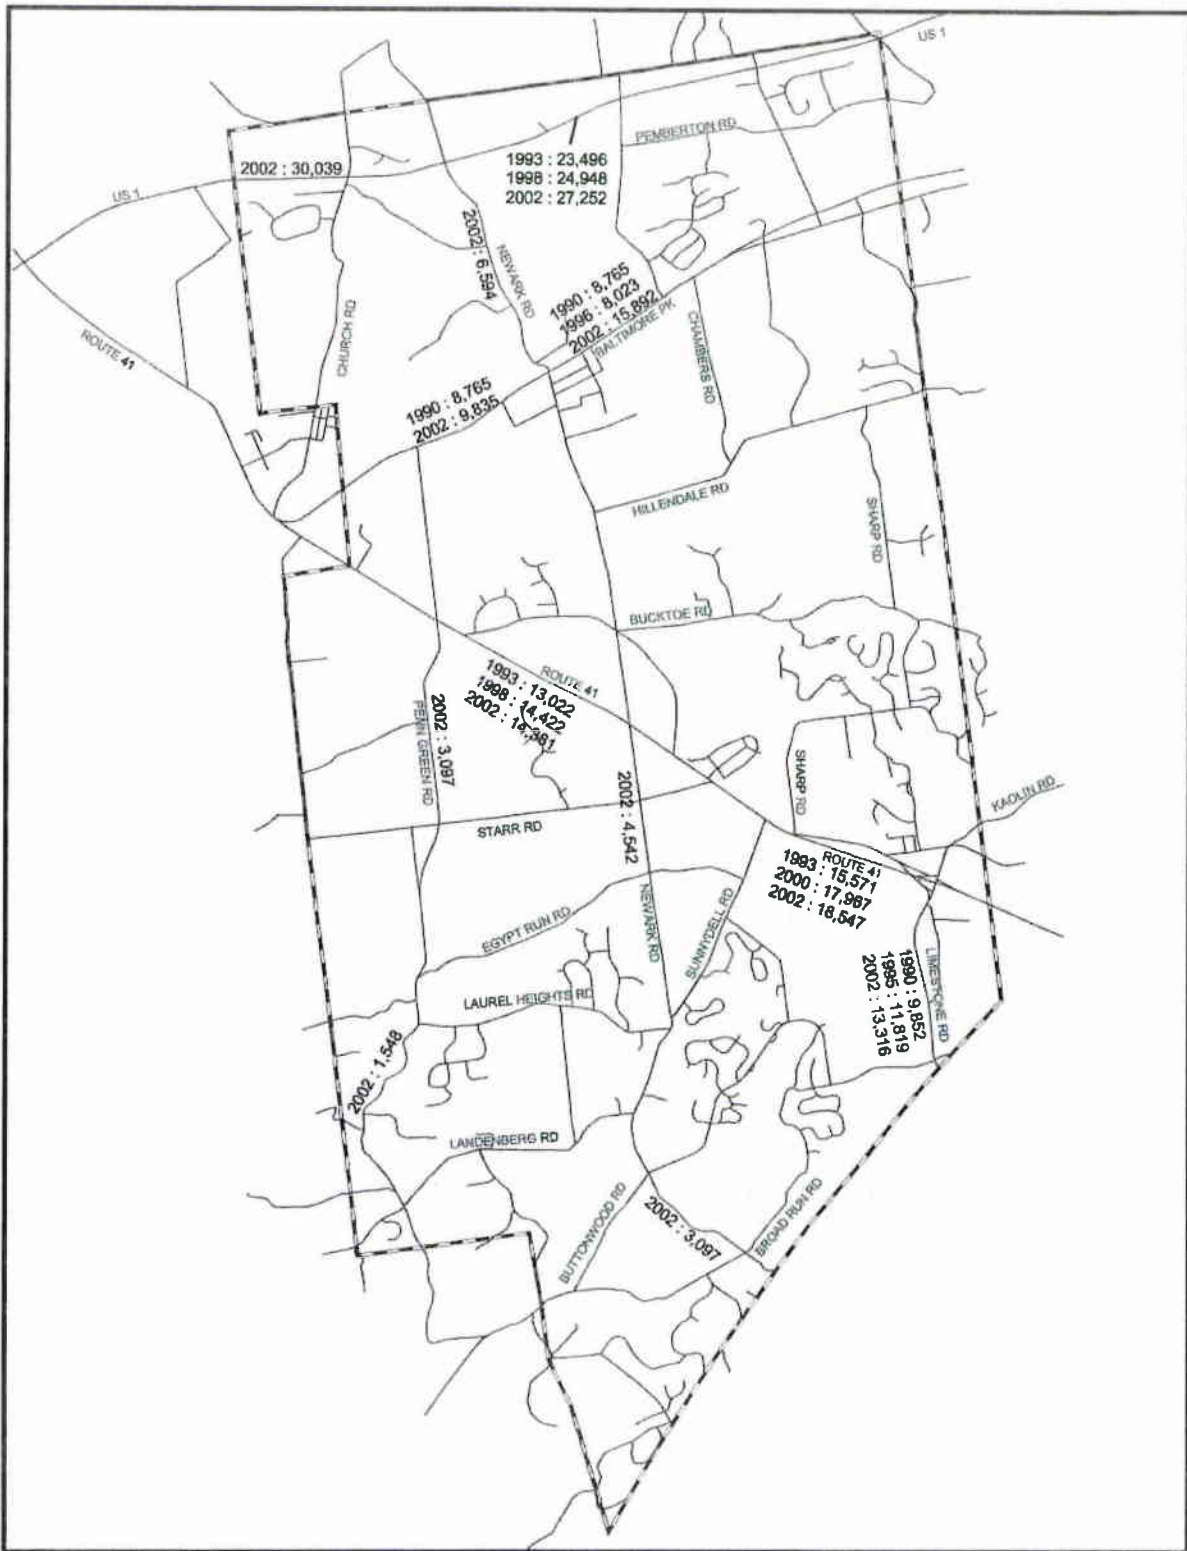 US 1
PEMBERTON RD
2002 : 30,039
1993 : 23,496
1998 : 24,948
2002 : 27,252
US 1
2002 : 6,594
NEWARK RD
1990 : 8,765
1996 : 8,023
2002 : 15,892
BALTIMORE PK
CHURCH RD
ROUTE 41
CHAMBERS RD
1990 : 8,765
2002 : 9,835
HILLENDALE RD
SHARP RD
BUCKTOE RD
ROUTE 41
1993 : 13,022
1998 : 14,422
2002 : 14,381
2002 : 3,097
PENN GREEN RD
SHARP RD
KAOLIN RD
2002 : 4,542
STARR RD
ROUTE 41
1993 : 15,571
2000 : 17,967
2002 : 18,547
EGYPT RUN RD
NEWARK RD
SUNNYDELL RD
LIMESTONE RD
1990 : 9,852
1995 : 11,819
2002 : 13,316
LAUREL HEIGHTS RD
2002 : 1,548
LANDENBERG RD
BUTTONWOOD RD
2002 : 3,097
BROAD RUN RD